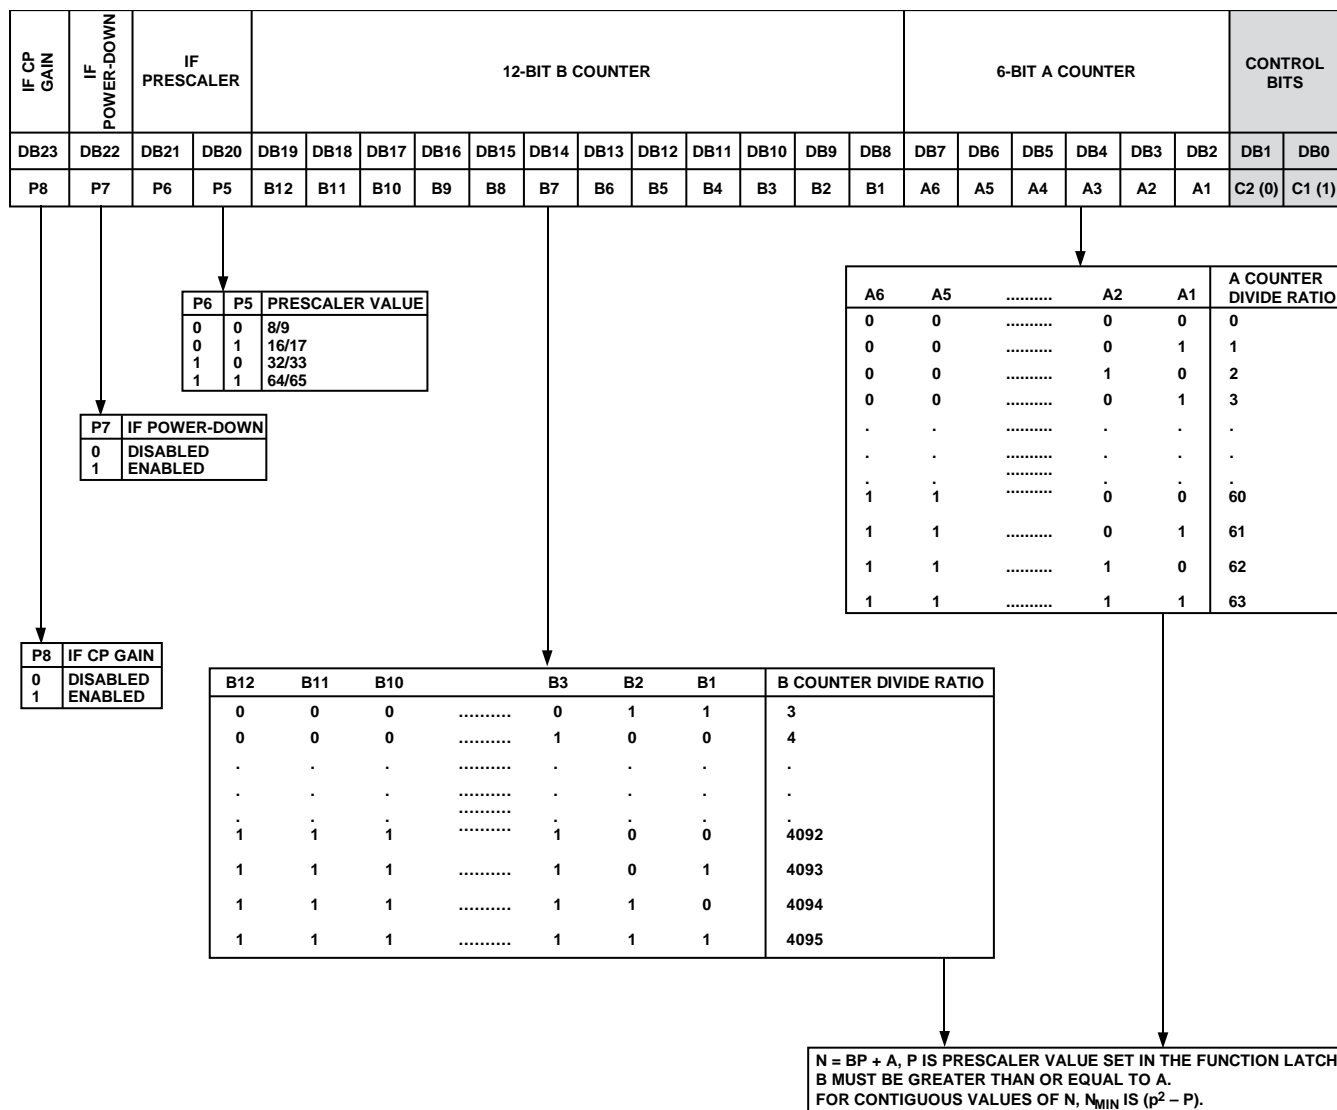 IF CP GAIN
IF POWER-DOWN
IF PRESCALER
12-BIT B COUNTER
6-BIT A COUNTER
CONTROL BITS
DB23 DB22 DB21 DB20 DB19 DB18 DB17 DB16 DB15 DB14 DB13 DB12 DB11 DB10 DB9 DB8 DB7 DB6 DB5 DB4 DB3 DB2 DB1 DB0
P8 P7 P6 P5 B12 B11 B10 B9 B8 B7 B6 B5 B4 B3 B2 B1 A6 A5 A4 A3 A2 A1 C2 (0) C1 (1)
P6 P5 PRESCALER VALUE
0 0 8/9
0 1 16/17
1 0 32/33
1 1 64/65
P7 IF POWER-DOWN
0 DISABLED
1 ENABLED
P8 IF CP GAIN
0 DISABLED
1 ENABLED
A6 A5 .......... A2 A1 A COUNTER DIVIDE RATIO
0 0 .......... 0 0 0
0 0 .......... 0 1 1
0 0 .......... 1 0 2
0 0 .......... 0 1 3
. . .......... . . .
. . .......... . . .
..........
. . . . .
1 1 .......... 0 0 60
1 1 .......... 0 1 61
1 1 .......... 1 0 62
1 1 .......... 1 1 63
B12 B11 B10 B3 B2 B1 B COUNTER DIVIDE RATIO
0 0 0 .......... 0 1 1 3
0 0 0 .......... 1 0 0 4
. . . .......... . . . .
. . . .......... . . . .
..........
. . . . . . .
1 1 1 .......... 1 0 0 4092
1 1 1 .......... 1 0 1 4093
1 1 1 .......... 1 1 0 4094
1 1 1 .......... 1 1 1 4095
N = BP + A, P IS PRESCALER VALUE SET IN THE FUNCTION LATCH
B MUST BE GREATER THAN OR EQUAL TO A.
FOR CONTIGUOUS VALUES OF N, NMIN IS (p² – P).